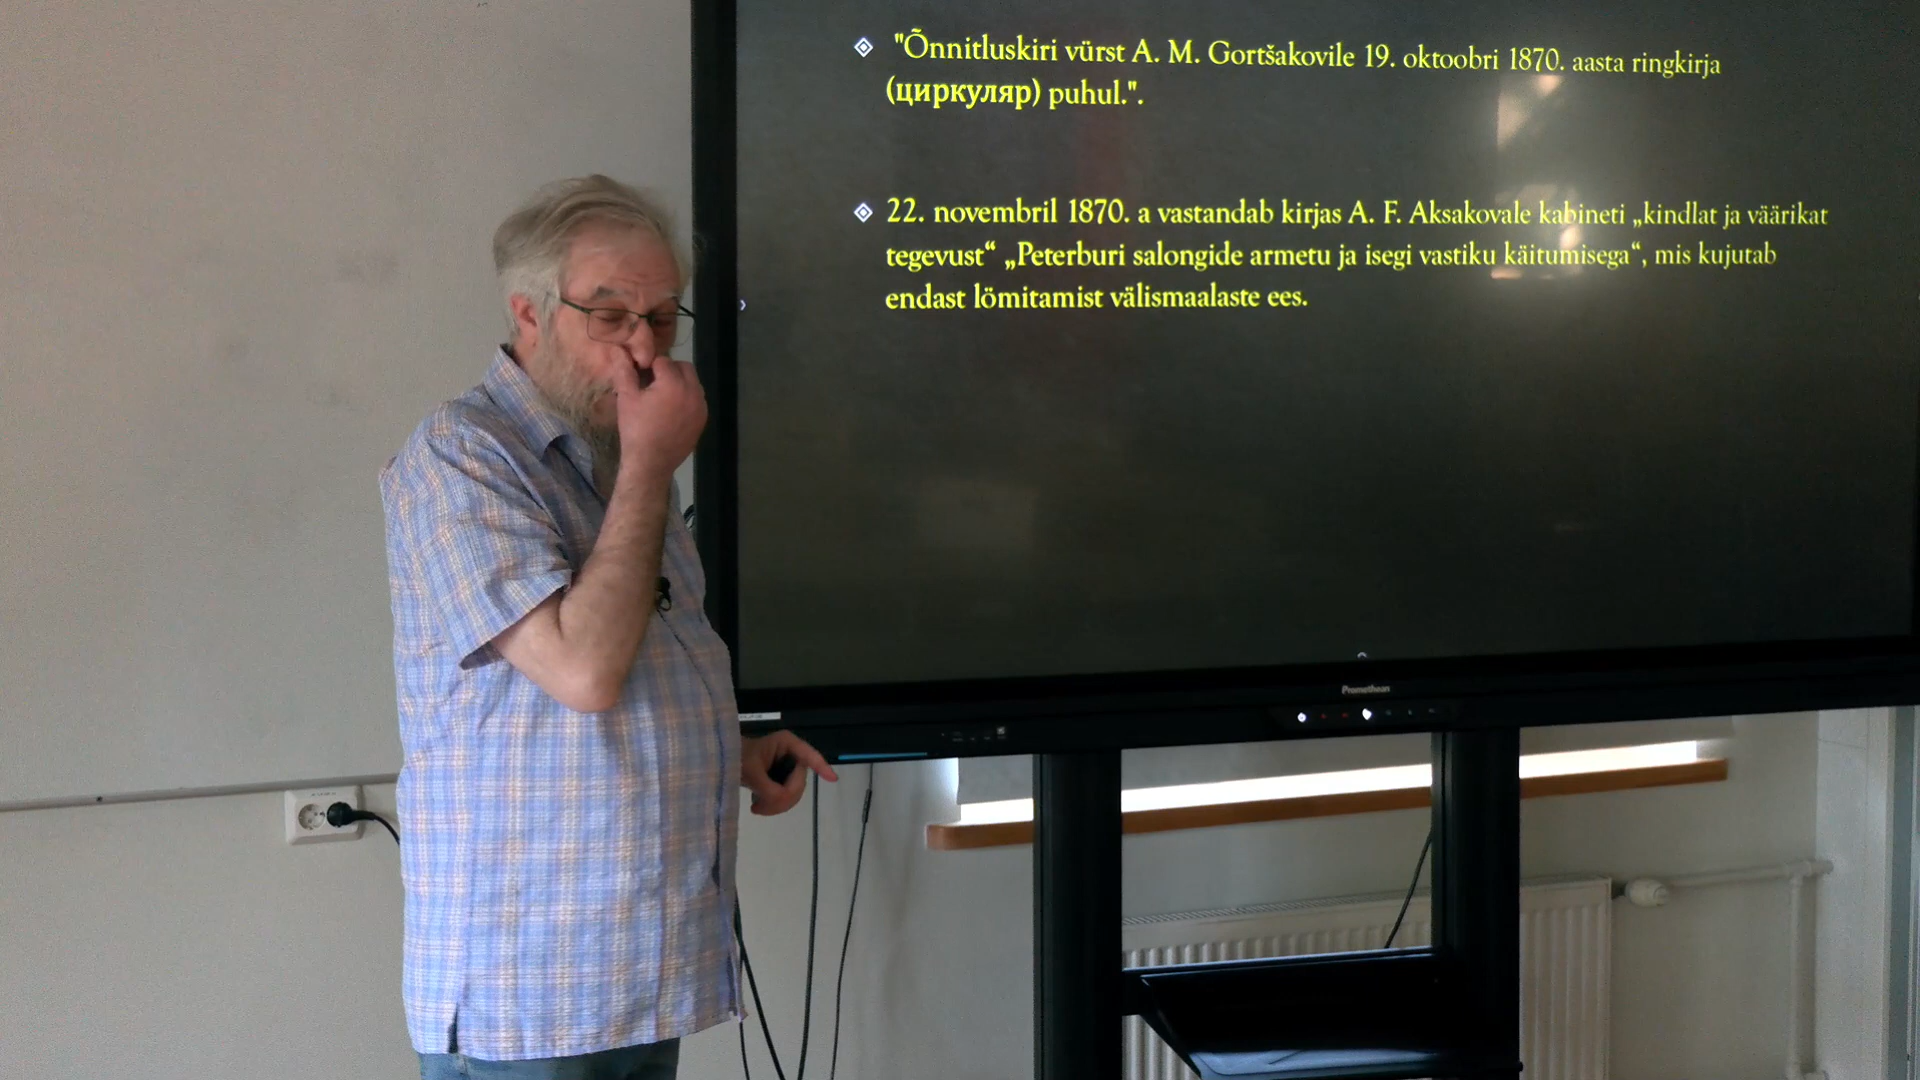 "Õnnitluskiri vürst A. M. Gortšakovile 19. oktoobri 1870. aasta ringkirja
(циркуляр) puhul.".
22. novembril 1870. a vastandab kirjas A. F. Aksakovale kabineti „kindlat ja väärikat
tegevust“ „Peterburi salongide armetu ja isegi vastiku käitumisega“, mis kujutab
endast lömitamist välismaalaste ees.
Promethean